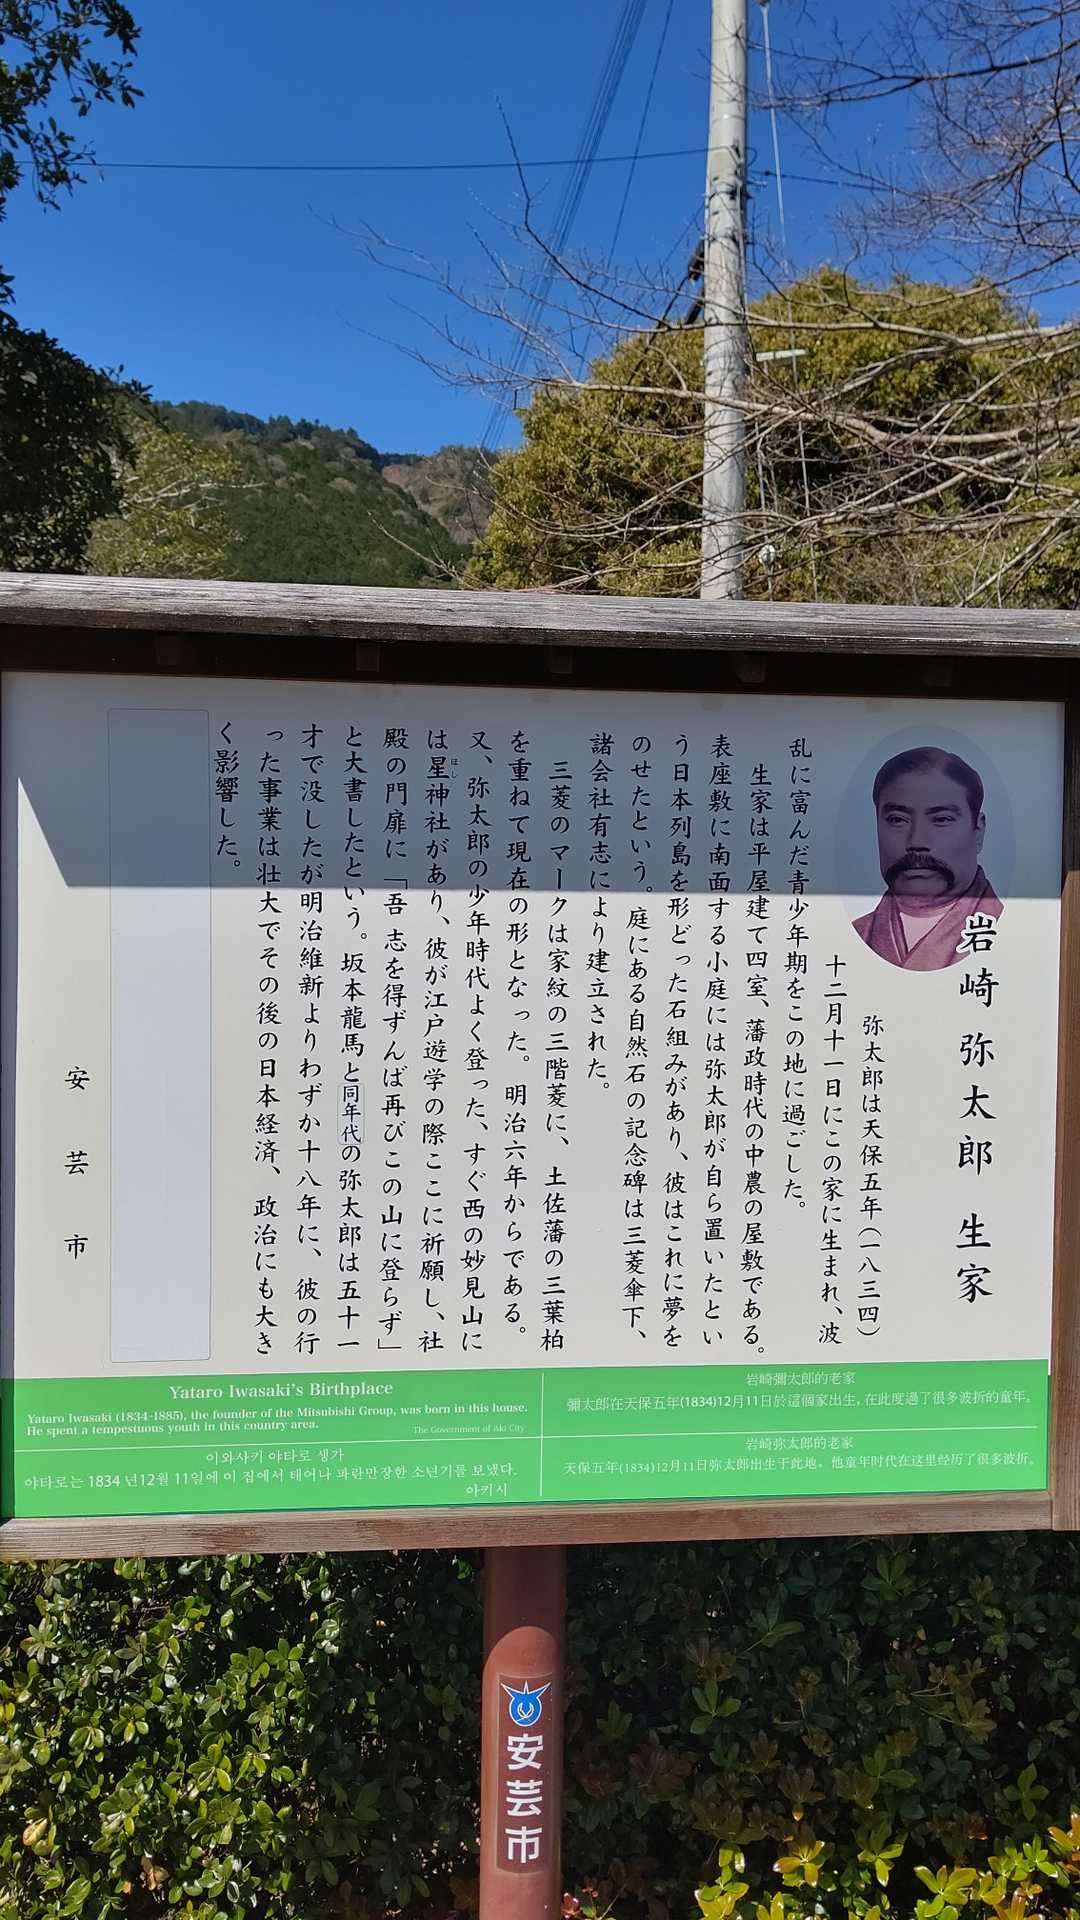 岩崎 弥太郎 生家
弥太郎は天保五年(一八三四)
十二月十一日にこの家に生まれ、波
乱に富んだ青少年期をこの地に過ごした。
生家は平屋建て四室、藩政時代の中農の屋敷である。
表座敷に南面する小庭には弥太郎が自ら置いたとい
う日本列島を形どった石組みがあり、彼はこれに夢を
のせたという。庭にある自然石の記念碑は三菱傘下、
諸会社有志により建立された。
三菱のマークは家紋の三階菱に、土佐藩の三葉柏
を重ねて現在の形となった。明治六年からである。
又、弥太郎の少年時代よく登った、すぐ西の妙見山に
は星神社があり、彼が江戸遊学の際ここに祈願し、社
ほし
殿の門扉に「吾 志を得ずんば再びこの山に登らず」
と大書したという。坂本龍馬と同年代の弥太郎は五十一
才で没したが明治維新よりわずか十八年に、彼の行
った事業は壮大でその後の日本経済、政治にも大き
く影響した。
安芸市
Yataro Iwasaki's Birthplace
Yataro Iwasaki (1834-1885), the founder of the Mitsubishi Group, was born in this house.
He spent a tempestuous youth in this country area.
The Government of Aki City
이와사키 야타로 생가
야타로는 1834 년12월 11일에 이 집에서 태어나 파란만장한 소년기를 보냈다.
아키시
岩崎彌太郎的老家
彌太郎在天保五年(1834)12月11日於這個家出生, 在此度過了很多波折的童年。
岩崎弥太郎的老家
天保五年(1834)12月11日弥太郎出生于此地，他童年时代在这里经历了很多波折。
安芸市